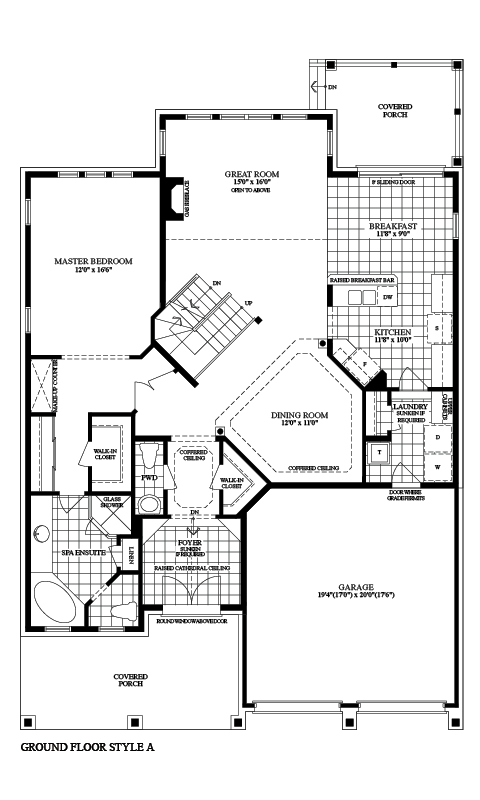 DN
COVERED
PORCH
GREAT ROOM
15'0" x 16'0"
OPEN TO ABOVE
GAS FIREPLACE
8' SLIDING DOOR
BREAKFAST
11'8" x 9'0"
MASTER BEDROOM
12'0" x 16'6"
RAISED BREAKFAST BAR
DW
DN
UP
KITCHEN
11'8" x 10'0"
S
F
MAKE-UP COUNTER
DINING ROOM
12'0" x 11'0"
COFFERED CEILING
LAUNDRY
SUNKEN IF
REQUIRED
UPPER
CABINETS
T
D
W
WALK-IN
CLOSET
COFFERED
CEILING
PWD
WALK-IN
CLOSET
DOOR WHERE
GRADE PERMITS
GLASS
SHOWER
DN
FOYER
SUNKEN
IF REQUIRED
RAISED CATHEDRAL CEILING
SPA ENSUITE
LINEN
GARAGE
19'4"(17'0") x 20'0"(17'6")
ROUND WINDOW ABOVE DOOR
COVERED
PORCH
GROUND FLOOR STYLE A